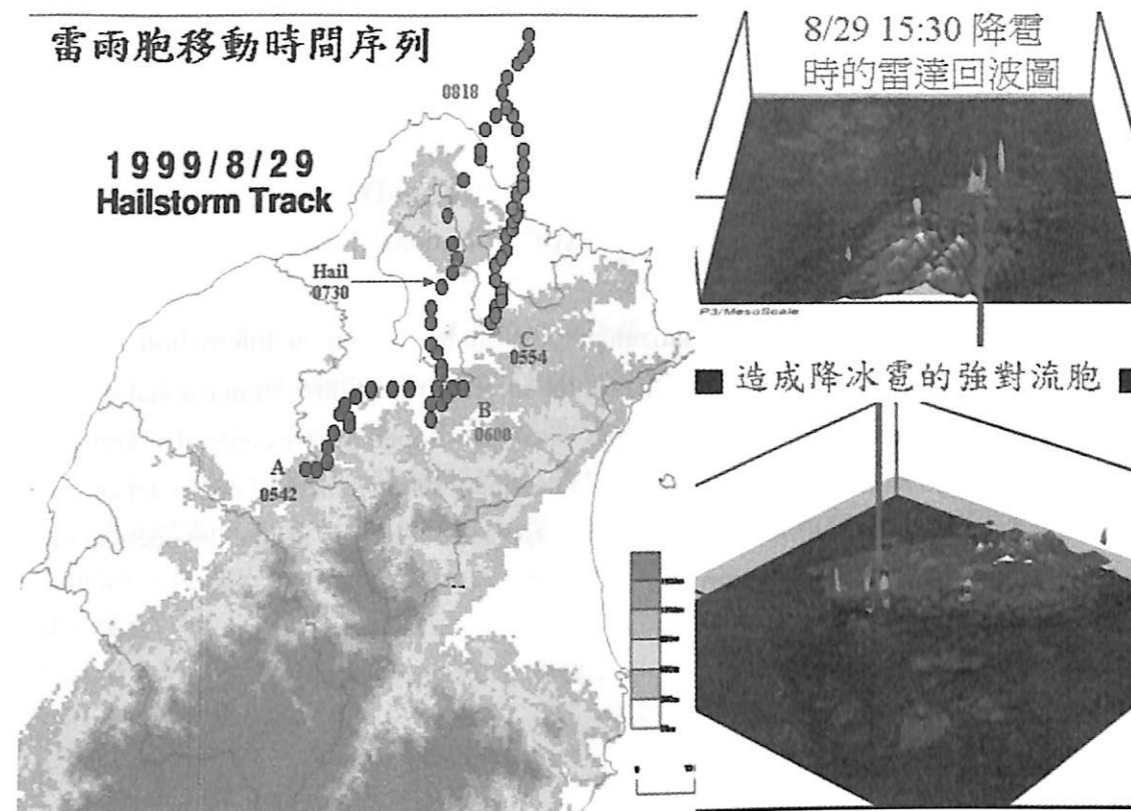 雷雨胞移動時間序列
0818
1999/8/29
Hailstorm Track
Hail
0730
C
0554
B
0600
A
0542
8/29 15:30 降雹
時的雷達回波圖
P3/MesoScale
造成降冰雹的強對流胞